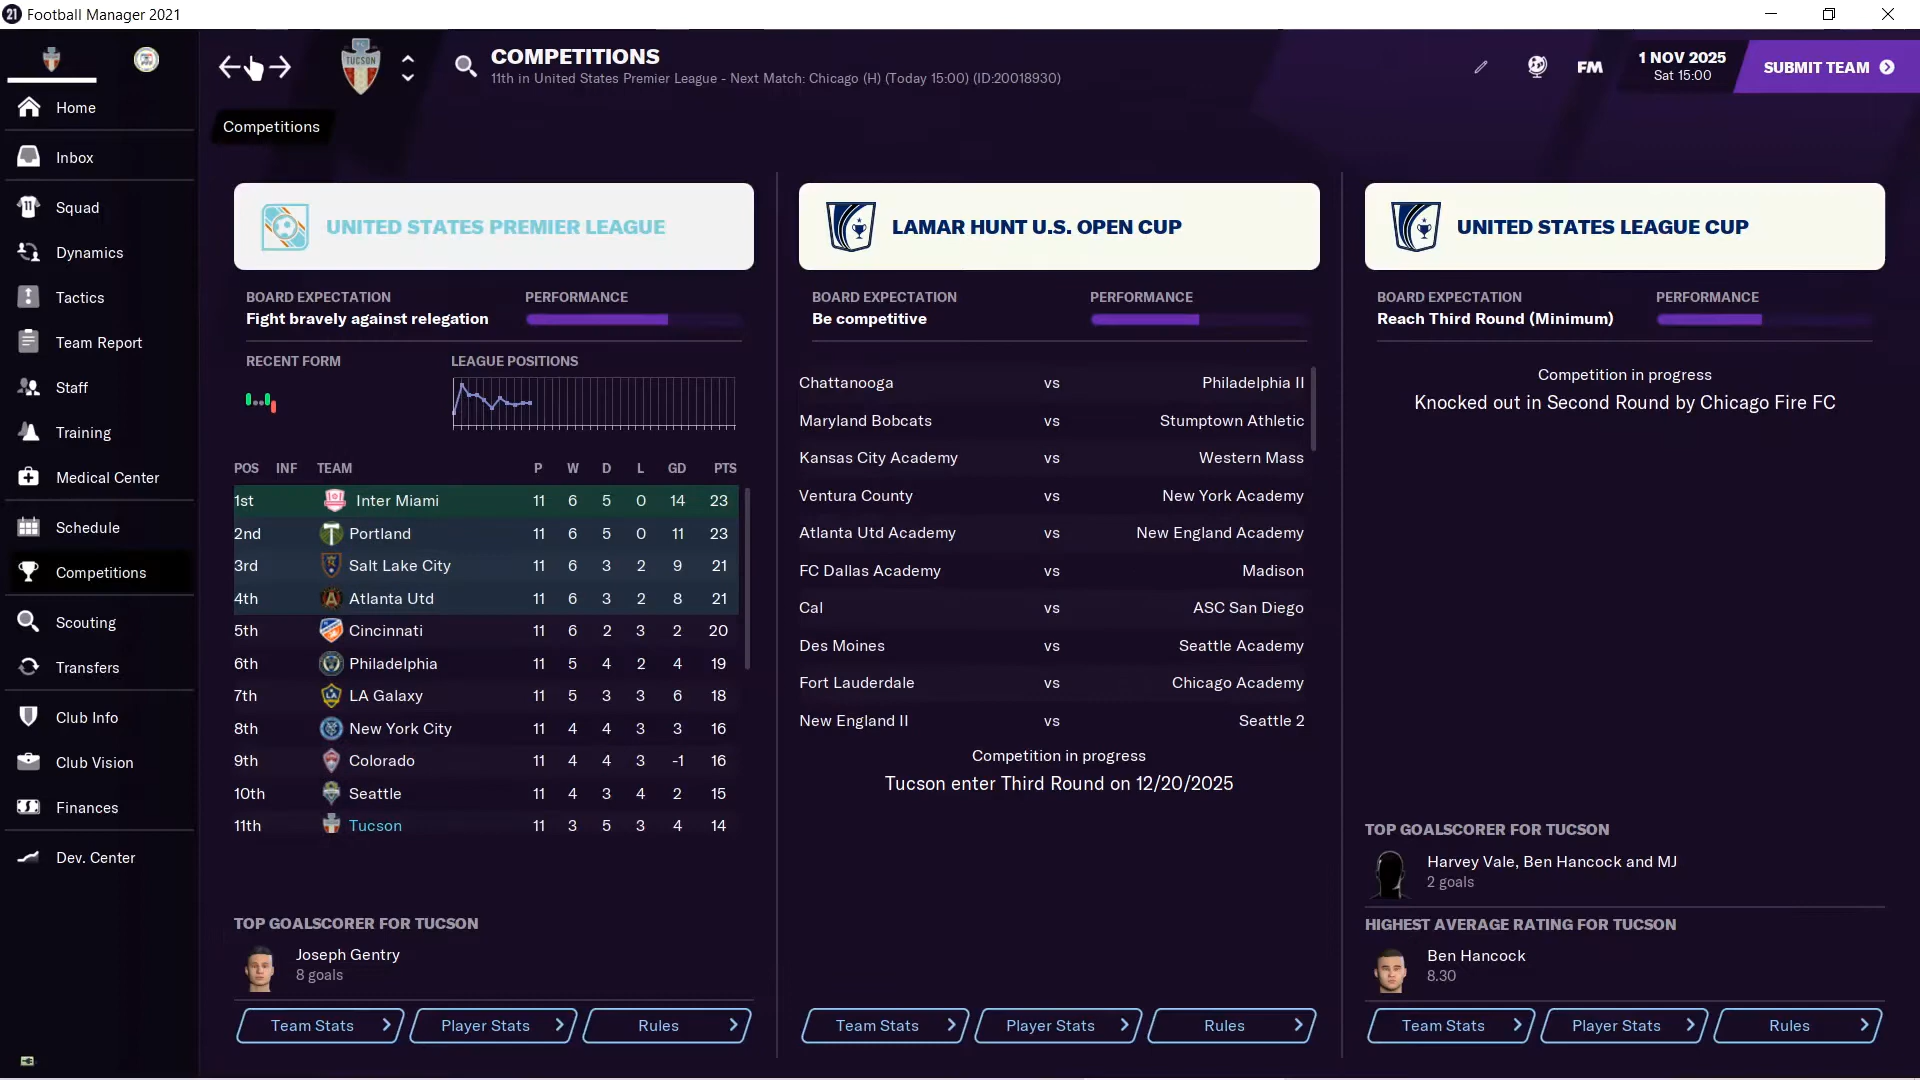 21 Football Manager 2021
TUCSON
COMPETITIONS
11th in United States Premier League - Next Match: Chicago (H) (Today 15:00) (ID:20018930)
FM
1 NOV 2025
Sat 15:00
SUBMIT TEAM
Competitions
Home
Inbox
Squad
Dynamics
Tactics
Team Report
Staff
Training
Medical Center
Schedule
Competitions
Scouting
Transfers
Club Info
Club Vision
Finances
Dev. Center
UNITED STATES PREMIER LEAGUE
BOARD EXPECTATION PERFORMANCE
Fight bravely against relegation
RECENT FORM LEAGUE POSITIONS
POS INF TEAM P W D L GD PTS
1st Inter Miami 11 6 5 0 14 23
2nd Portland 11 6 5 0 11 23
3rd Salt Lake City 11 6 3 2 9 21
4th Atlanta Utd 11 6 3 2 8 21
5th Cincinnati 11 6 2 3 2 20
6th Philadelphia 11 5 4 2 4 19
7th LA Galaxy 11 5 3 3 6 18
8th New York City 11 4 4 3 3 16
9th Colorado 11 4 4 3 -1 16
10th Seattle 11 4 3 4 2 15
11th Tucson 11 3 5 3 4 14
TOP GOALSCORER FOR TUCSON
Joseph Gentry
8 goals
Team Stats Player Stats Rules
LAMAR HUNT U.S. OPEN CUP
BOARD EXPECTATION PERFORMANCE
Be competitive
Chattanooga vs Philadelphia II
Maryland Bobcats vs Stumptown Athletic
Kansas City Academy vs Western Mass
Ventura County vs New York Academy
Atlanta Utd Academy vs New England Academy
FC Dallas Academy vs Madison
Cal vs ASC San Diego
Des Moines vs Seattle Academy
Fort Lauderdale vs Chicago Academy
New England II vs Seattle 2
Competition in progress
Tucson enter Third Round on 12/20/2025
Team Stats Player Stats Rules
UNITED STATES LEAGUE CUP
BOARD EXPECTATION PERFORMANCE
Reach Third Round (Minimum)
Competition in progress
Knocked out in Second Round by Chicago Fire FC
TOP GOALSCORER FOR TUCSON
Harvey Vale, Ben Hancock and MJ
2 goals
HIGHEST AVERAGE RATING FOR TUCSON
Ben Hancock
8.30
Team Stats Player Stats Rules